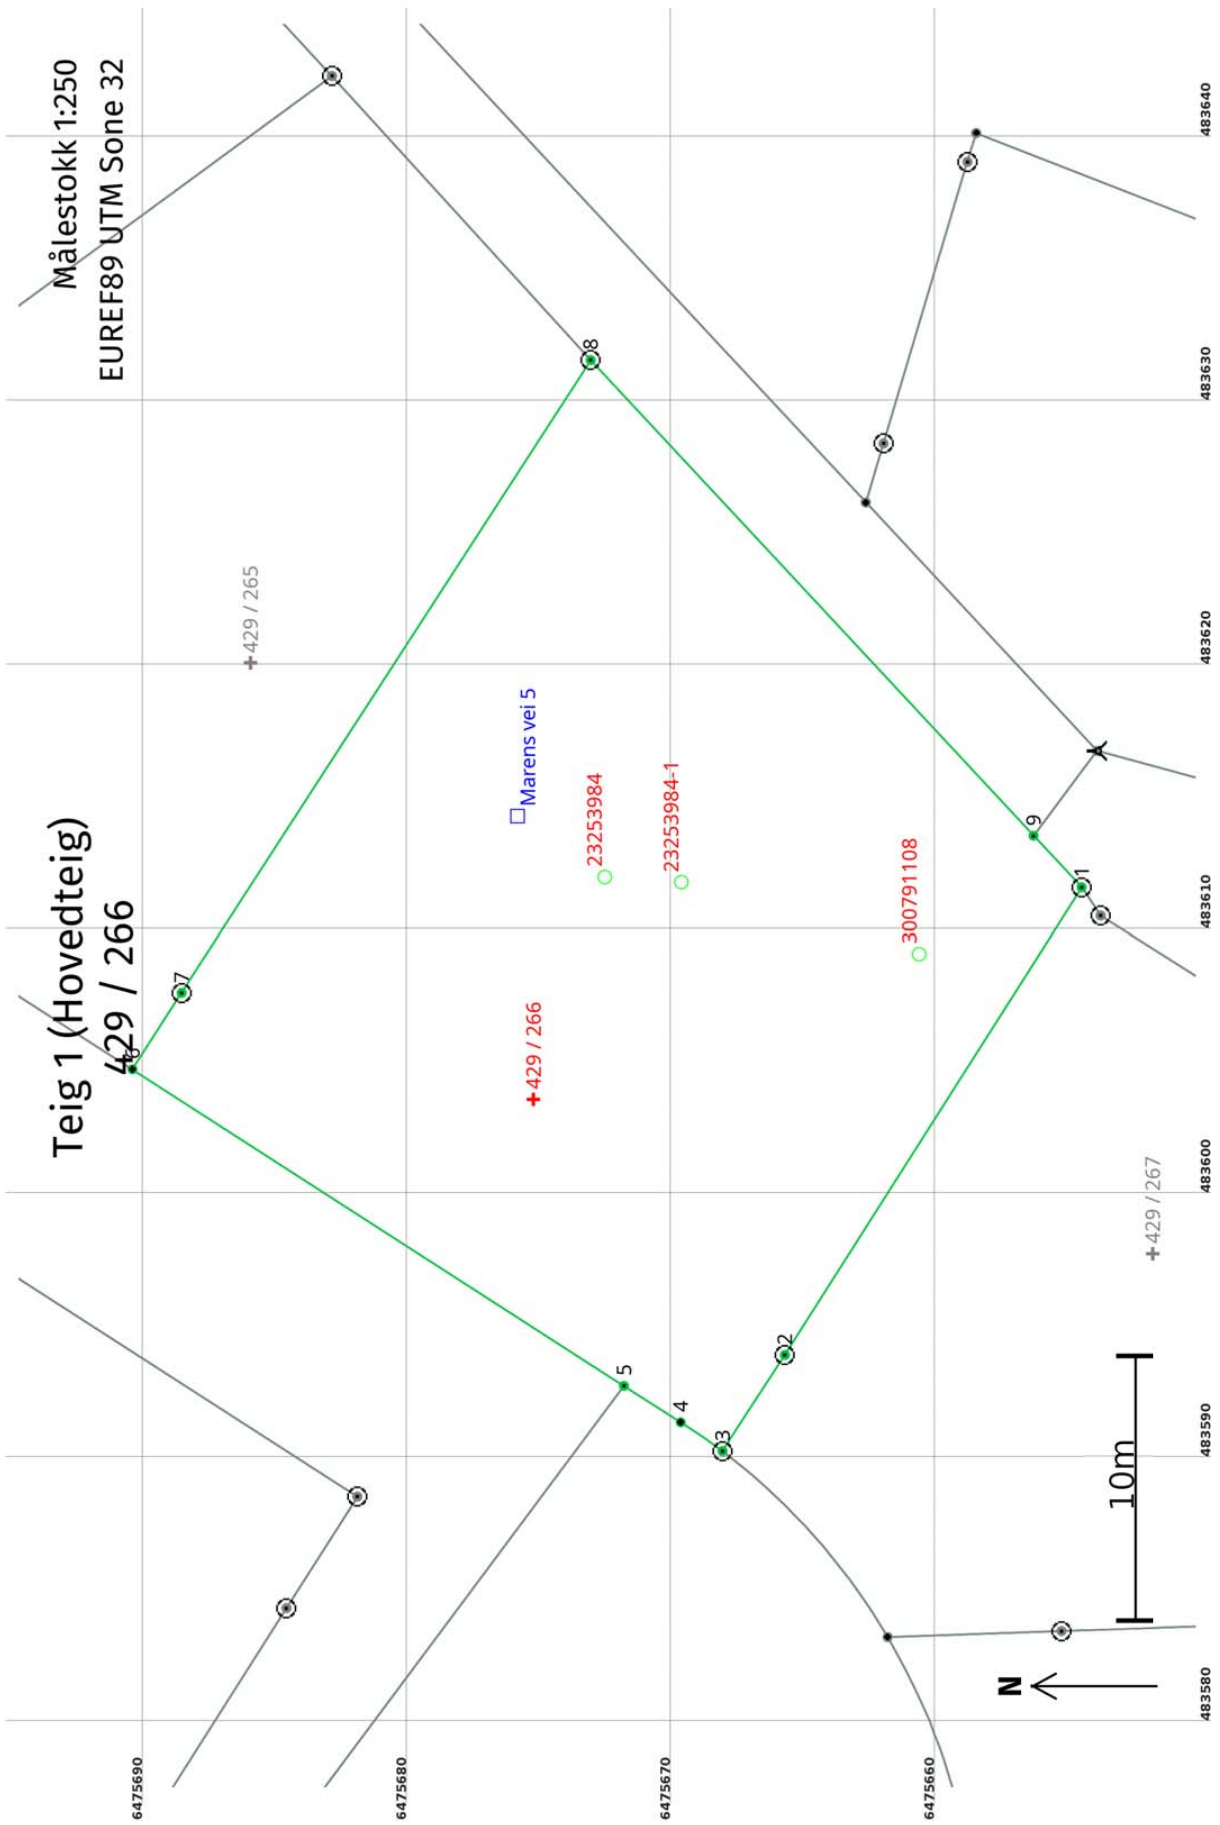 Teig 1 (Hovedteig)
429 / 266
Målestokk 1:250
EUREF89 UTM Sone 32
6475690
6475680
6475670
6475660
6
7
429 / 265
8
Marens vei 5
429 / 266
23253984
23253984-1
5
4
3
2
300791108
9
1
429 / 267
N
10m
483580
483590
483600
483610
483620
483630
483640